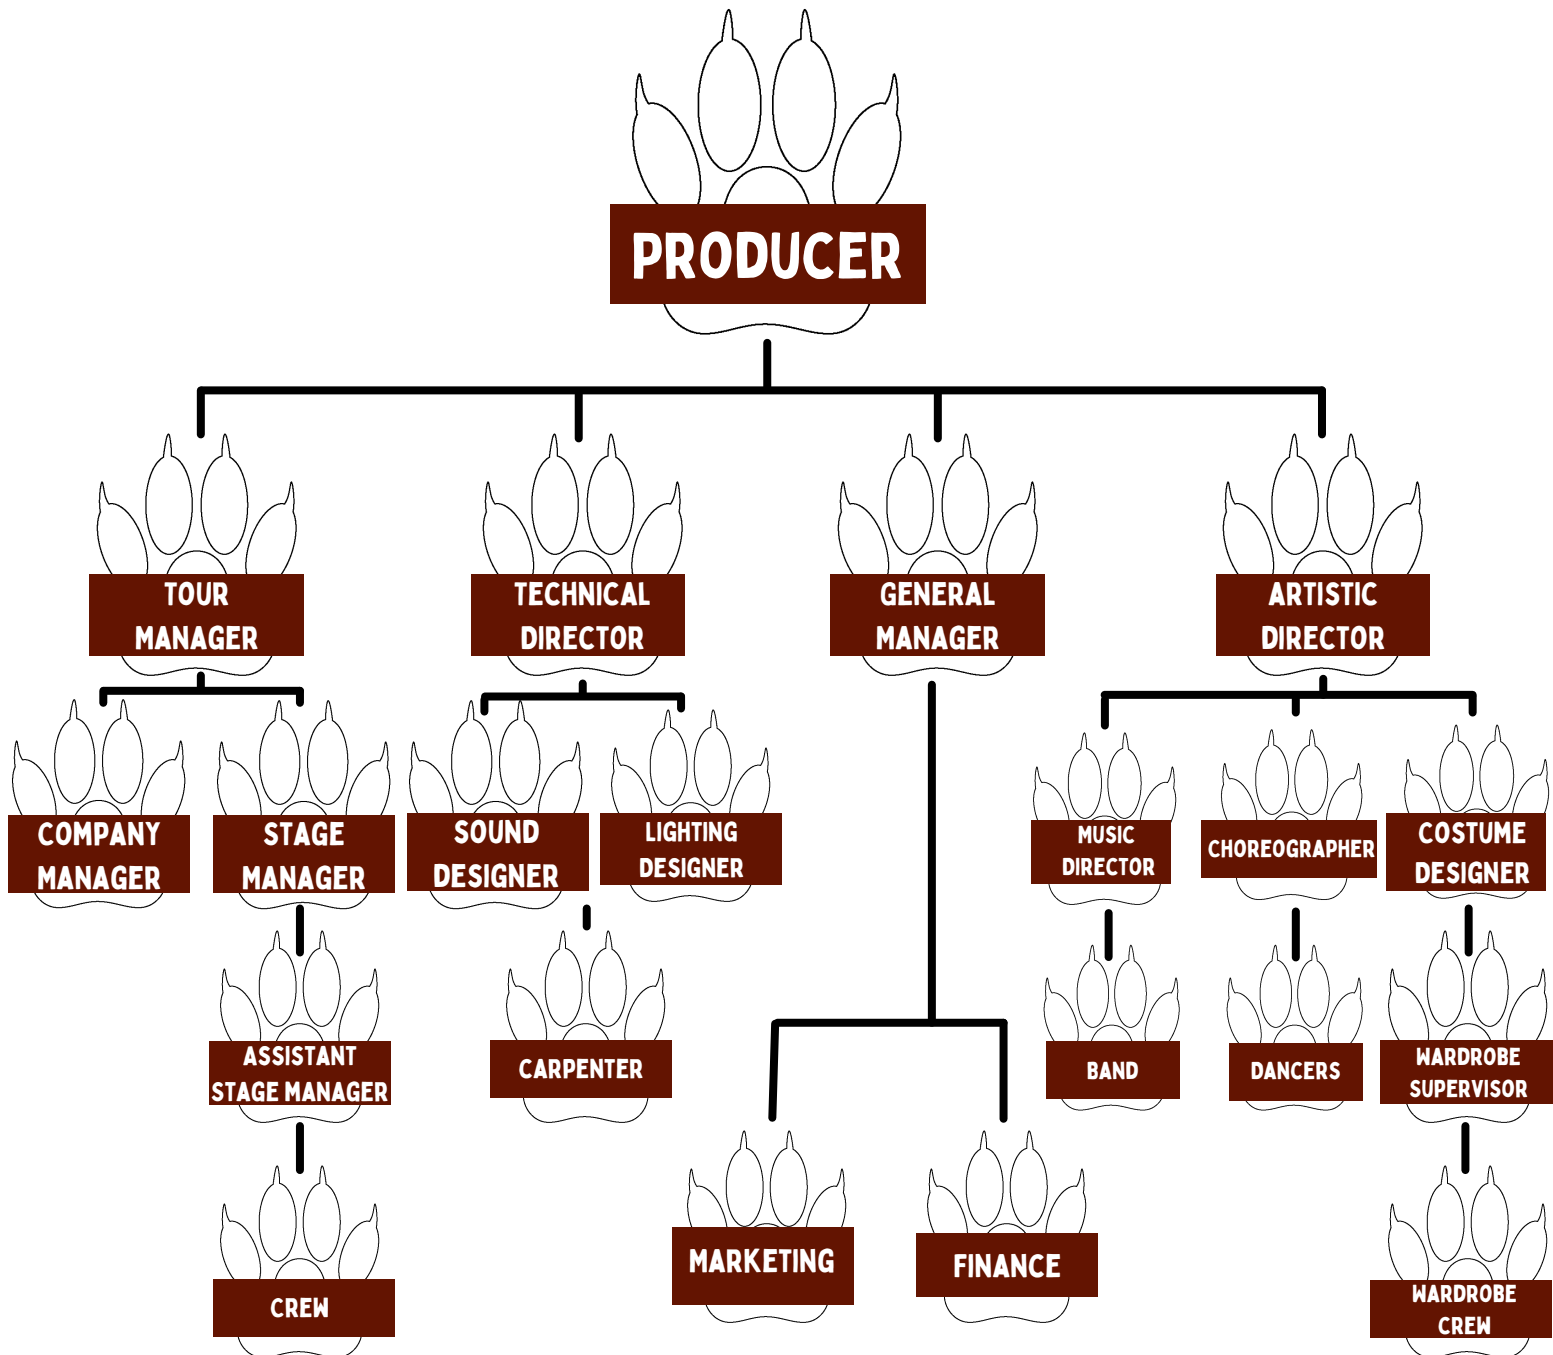 PRODUCER
TOUR
MANAGER
TECHNICAL
DIRECTOR
GENERAL
MANAGER
ARTISTIC
DIRECTOR
COMPANY
MANAGER
STAGE
MANAGER
SOUND
DESIGNER
LIGHTING
DESIGNER
MUSIC
DIRECTOR
CHOREOGRAPHER
COSTUME
DESIGNER
ASSISTANT
STAGE MANAGER
CARPENTER
BAND
DANCERS
WARDROBE
SUPERVISOR
MARKETING
FINANCE
CREW
WARDROBE
CREW